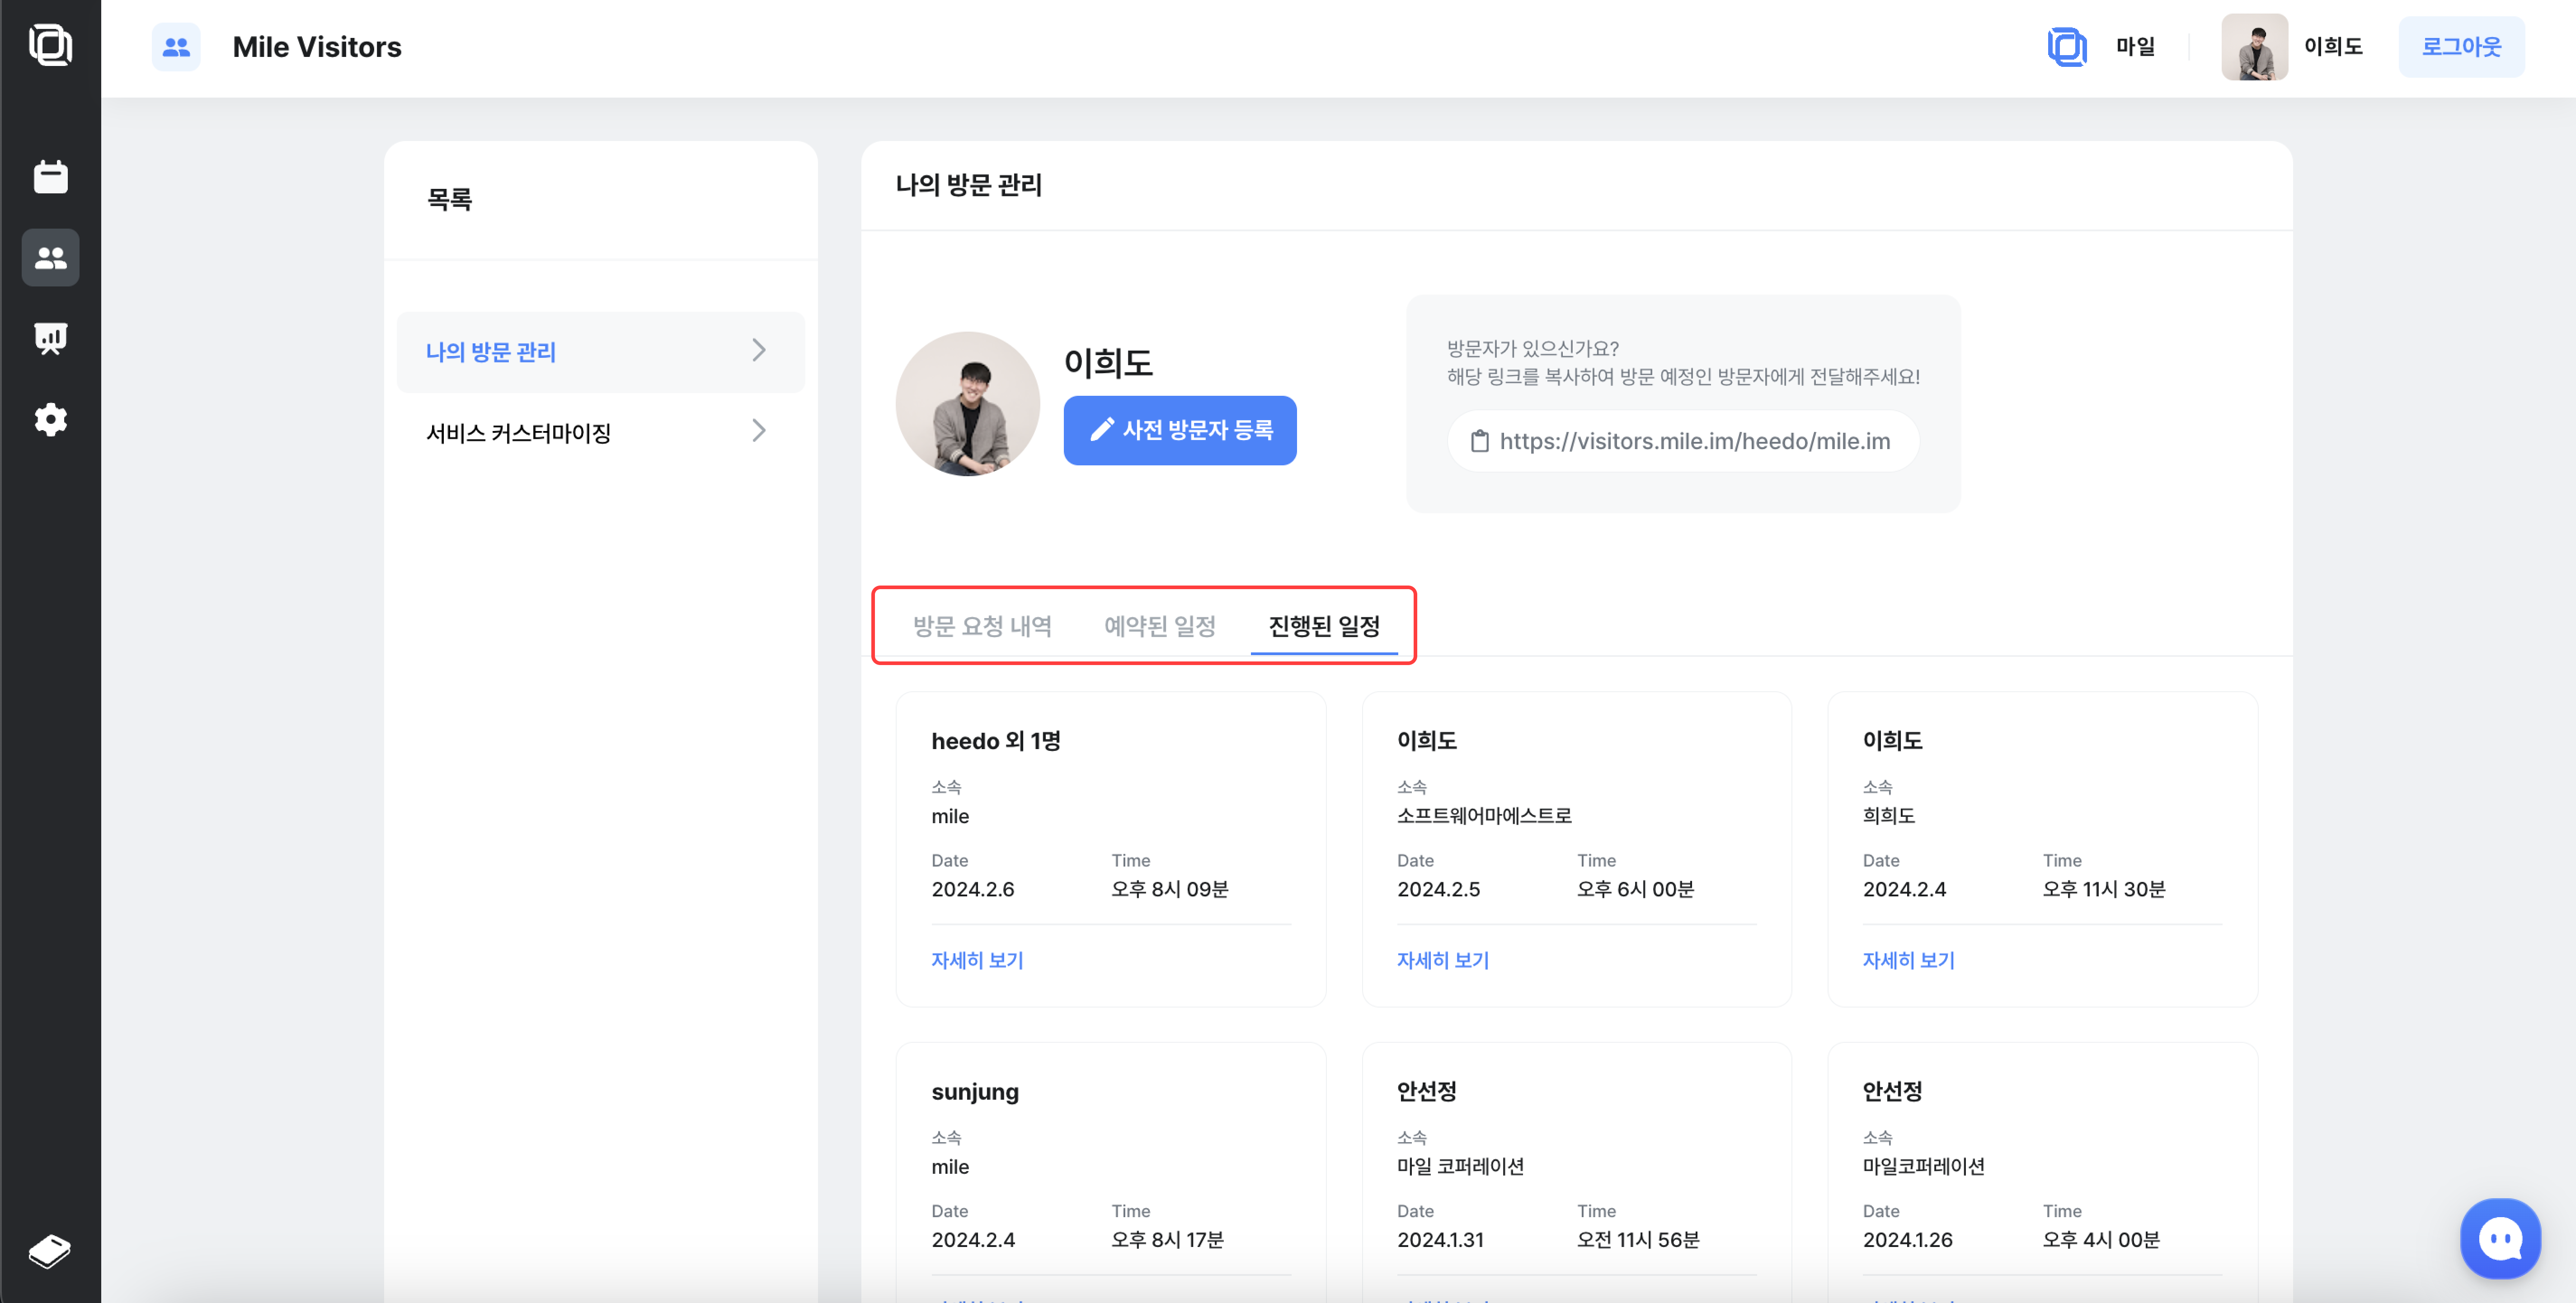 Mile Visitors
마일
이희도
로그아웃
목록
나의 방문 관리
서비스 커스터마이징
나의 방문 관리
이희도
사전 방문자 등록
방문자가 있으신가요?
해당 링크를 복사하여 방문 예정인 방문자에게 전달해주세요!
https://visitors.mile.im/heedo/mile.im
방문 요청 내역 예약된 일정 진행된 일정
heedo 외 1명
소속
mile
Date Time
2024.2.6 오후 8시 09분
자세히 보기
이희도
소속
소프트웨어마에스트로
Date Time
2024.2.5 오후 6시 00분
자세히 보기
이희도
소속
희희도
Date Time
2024.2.4 오후 11시 30분
자세히 보기
sunjung
소속
mile
Date Time
2024.2.4 오후 8시 17분
안선정
소속
마일 코퍼레이션
Date Time
2024.1.31 오전 11시 56분
안선정
소속
마일코퍼레이션
Date Time
2024.1.26 오후 4시 00분